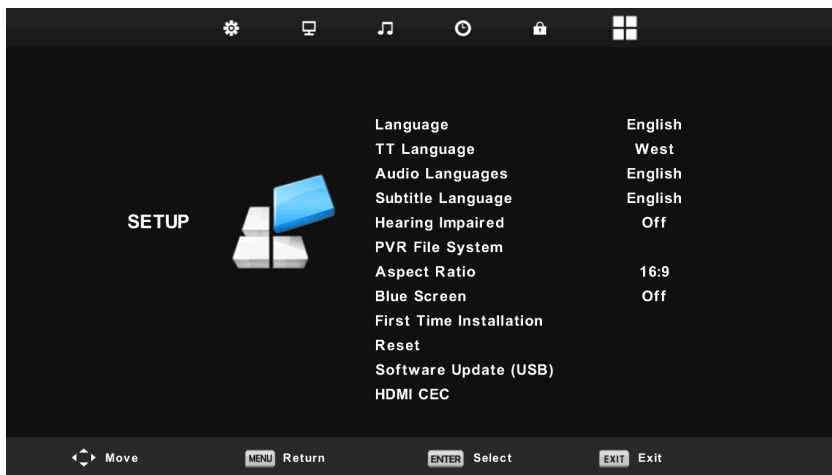 Language English
TT Language West
Audio Languages English
Subtitle Language English
SETUP
Hearing Impaired Off
PVR File System
Aspect Ratio 16:9
Blue Screen Off
First Time Installation
Reset
Software Update (USB)
HDMI CEC
Move MENU Return ENTER Select EXIT Exit